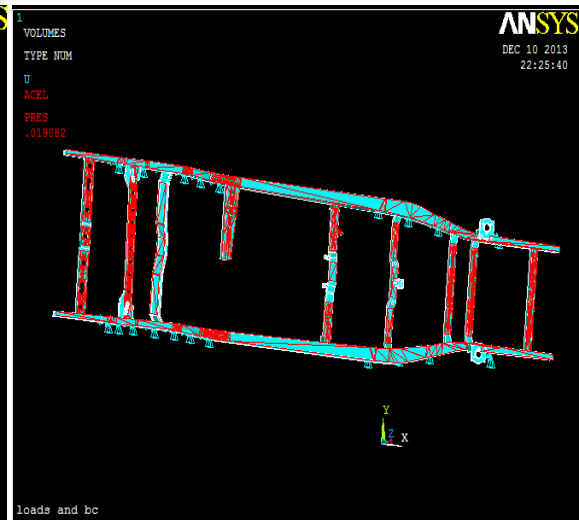 1
VOLUMES
TYPE NUM
U
ACEL
PRES
.019082
ANSYS
DEC 10 2013
22:25:40
Y
Z X
loads and bc